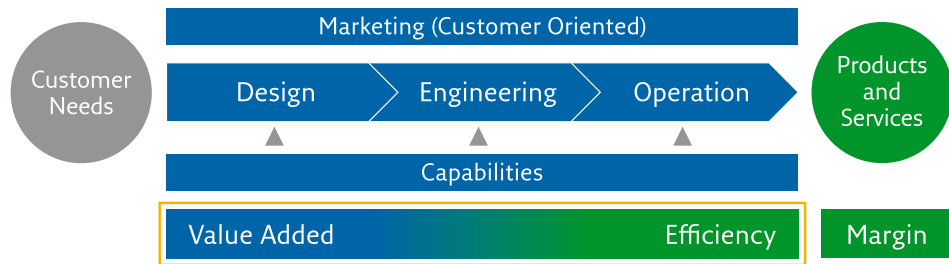 Marketing (Customer Oriented)
Customer
Needs
Design
Engineering
Operation
Products
and
Services
Capabilities
Value Added
Efficiency
Margin